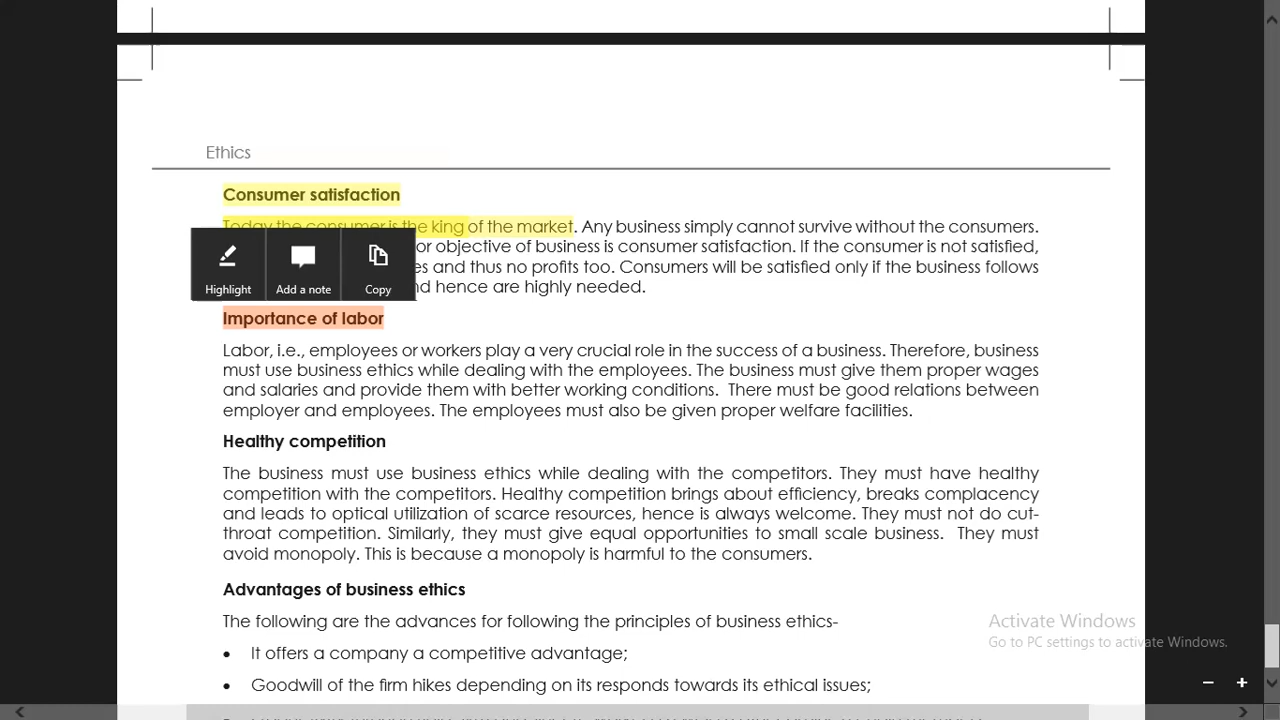 Ethics
Consumer satisfaction
Today the consumer is the king of the market. Any business simply cannot survive without the consumers.
or objective of business is consumer satisfaction. If the consumer is not satisfied,
es and thus no profits too. Consumers will be satisfied only if the business follows
d hence are highly needed.
Highlight
Add a note
Copy
Importance of labor
Labor, i.e., employees or workers play a very crucial role in the success of a business. Therefore, business
must use business ethics while dealing with the employees. The business must give them proper wages
and salaries and provide them with better working conditions. There must be good relations between
employer and employees. The employees must also be given proper welfare facilities.
Healthy competition
The business must use business ethics while dealing with the competitors. They must have healthy
competition with the competitors. Healthy competition brings about efficiency, breaks complacency
and leads to optical utilization of scarce resources, hence is always welcome. They must not do cut-
throat competition. Similarly, they must give equal opportunities to small scale business. They must
avoid monopoly. This is because a monopoly is harmful to the consumers.
Advantages of business ethics
The following are the advances for following the principles of business ethics-
• It offers a company a competitive advantage;
• Goodwill of the firm hikes depending on its responds towards its ethical issues;
Activate Windows
Go to PC settings to activate Windows.